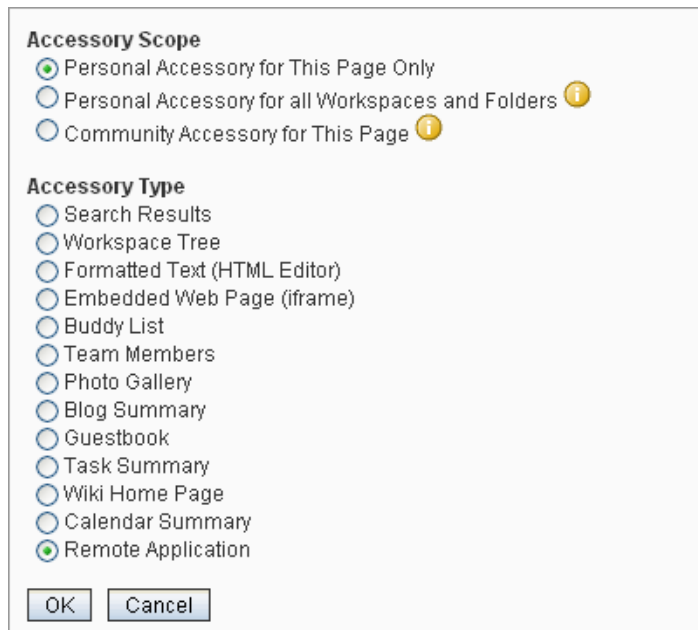 Accessory Scope
Personal Accessory for This Page Only
Personal Accessory for all Workspaces and Folders
Community Accessory for This Page
Accessory Type
Search Results
Workspace Tree
Formatted Text (HTML Editor)
Embedded Web Page (iframe)
Buddy List
Team Members
Photo Gallery
Blog Summary
Guestbook
Task Summary
Wiki Home Page
Calendar Summary
Remote Application
OK Cancel